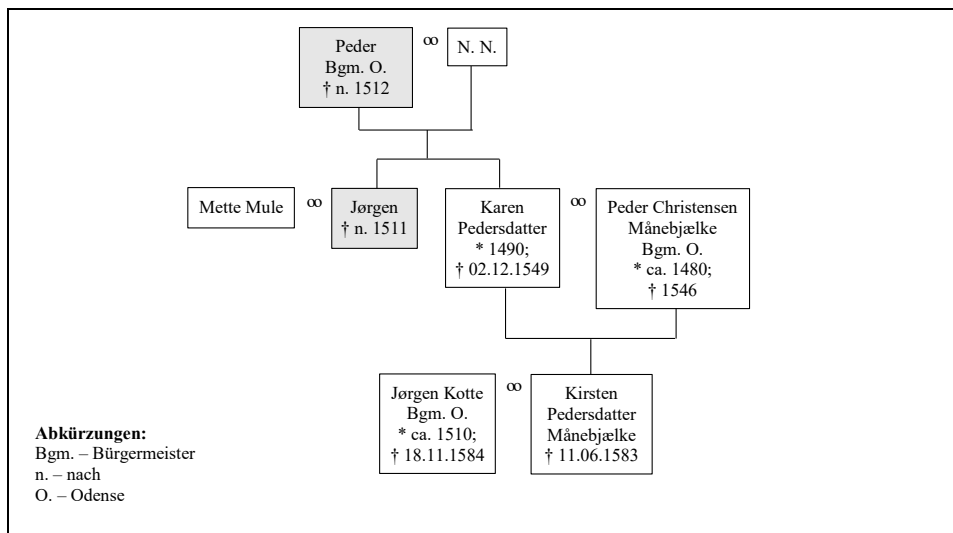 Peder
Bgm. O.
† n. 1512
∞
N. N.
Mette Mule
∞
Jørgen
† n. 1511
Karen
Pedersdatter
* 1490;
† 02.12.1549
∞
Peder Christensen
Månebjælke
Bgm. O.
* ca. 1480;
† 1546
Jørgen Kotte
Bgm. O.
* ca. 1510;
† 18.11.1584
∞
Kirsten
Pedersdatter
Månebjælke
† 11.06.1583
Abkürzungen:
Bgm. – Bürgermeister
n. – nach
O. – Odense